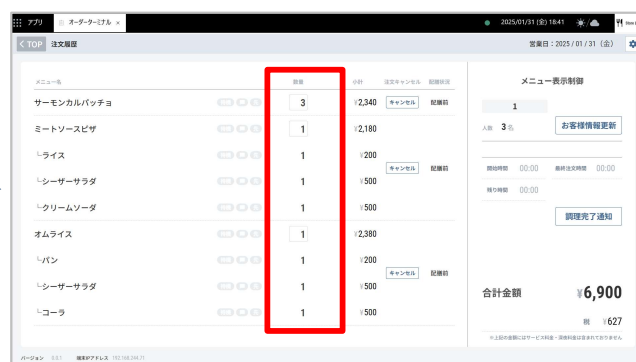 アプリ オーダーターミナル × 2025/01/31 (金) 18:41
< TOP 注文履歴 営業日：2025 / 01 / 31 （金）
メニュー名 数量 小計 注文キャンセル 配膳状況
サーモンカルパッチョ 3 ¥2,340 キャンセル 配膳前
ミートソースピザ 1 ¥2,180
└ライス 1 ¥200
キャンセル 配膳前
└シーザーサラダ 1 ¥500
└クリームソーダ 1 ¥500
オムライス 1 ¥2,380
└パン 1 ¥200
キャンセル 配膳前
└シーザーサラダ 1 ¥500
└コーラ 1 ¥500
メニュー表示制御
1
人数 3 名 お客様情報更新
開始時間 00:00 最終注文時間 00:00
残り時間 00:00
調理完了通知
合計金額 ¥6,900
税 ¥627
※上記の金額にはサービス料金・深夜料金は含まれておりません
バージョン 0.0.1 端末IPアドレス 192.168.244.71